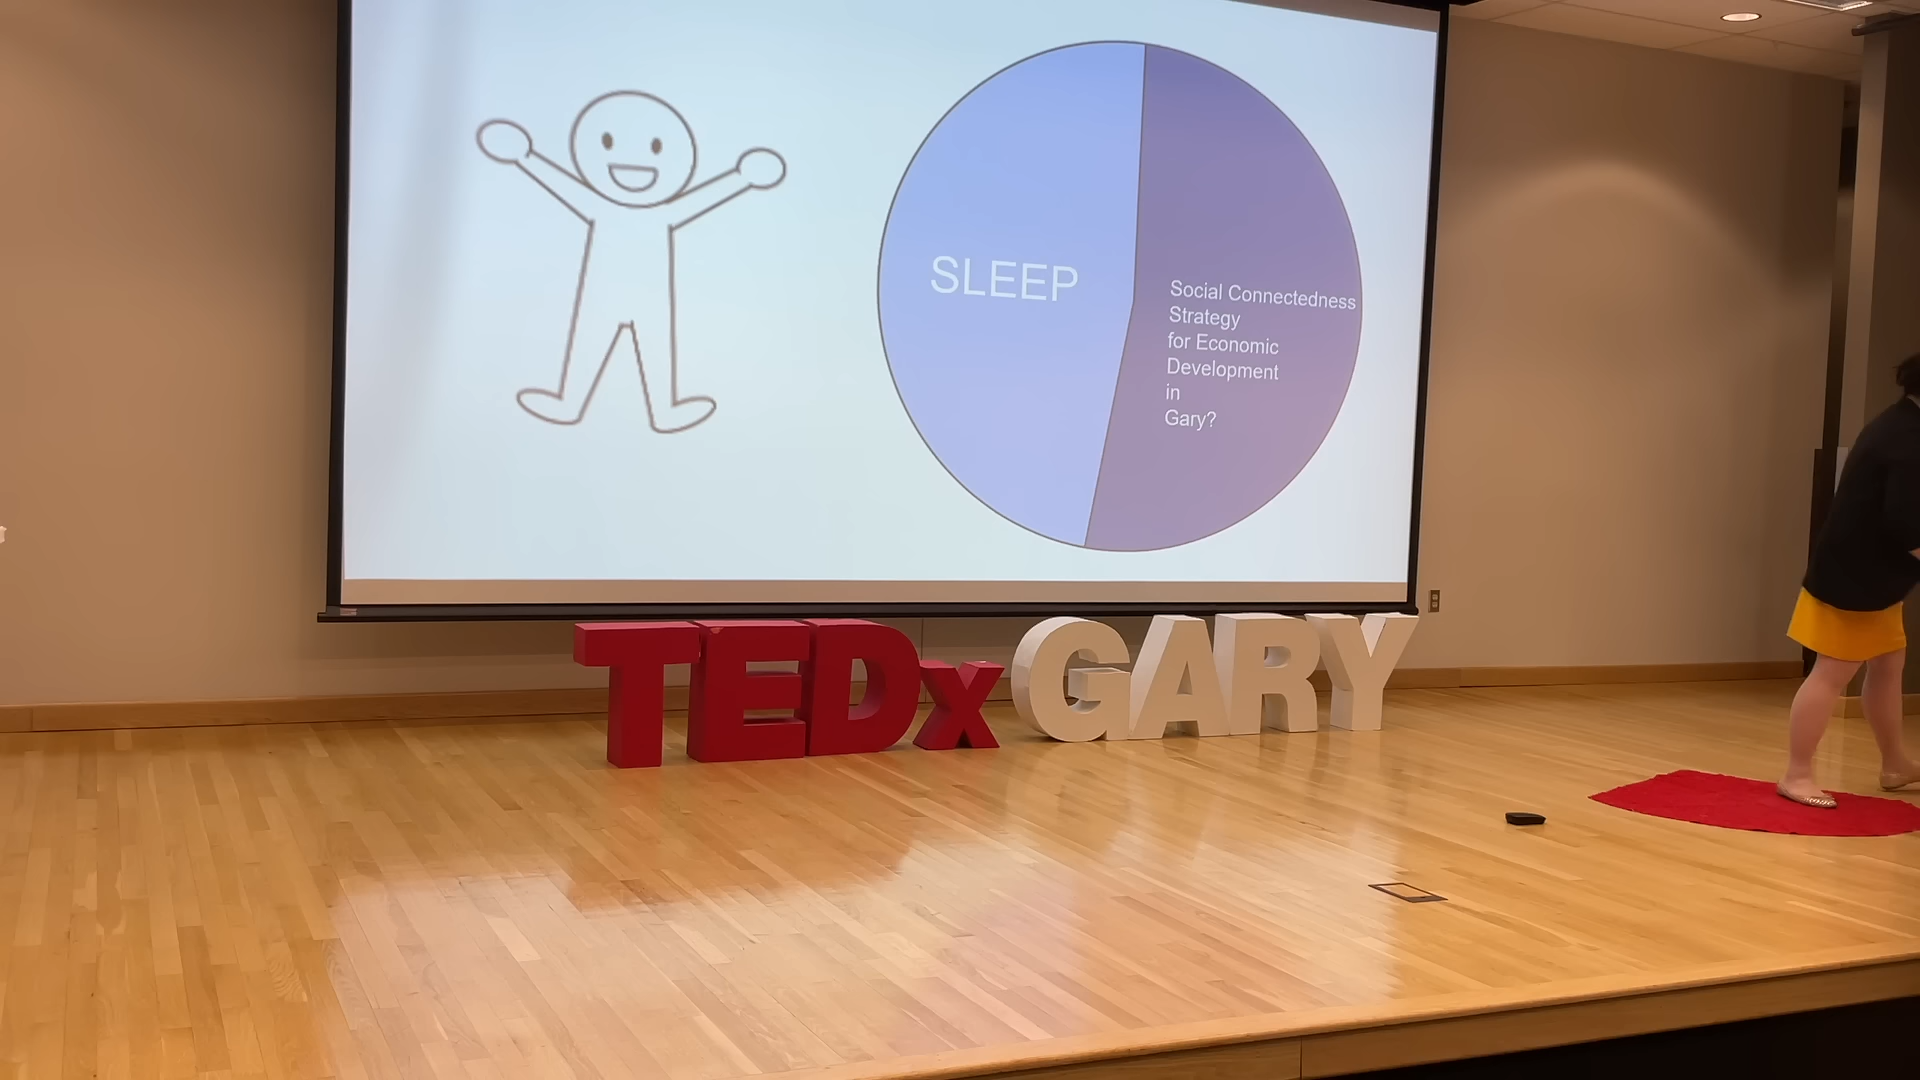 SLEEP
Social Connectedness
Strategy
for Economic
Development
in
Gary?
TEDx GARY